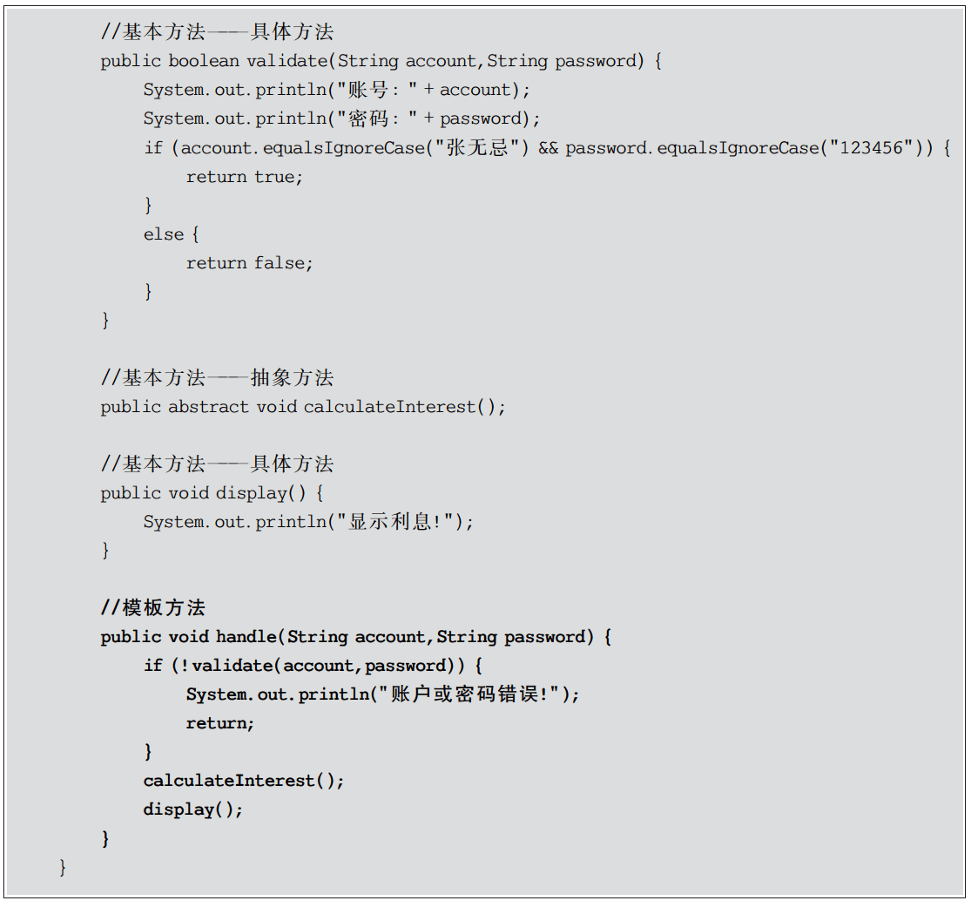 //基本方法——具体方法
public boolean validate(String account,String password) {
System.out.println("账号：" + account);
System.out.println("密码：" + password);
if (account.equalsIgnoreCase("张无忌") && password.equalsIgnoreCase("123456")) {
return true;
}
else {
return false;
}
}
//基本方法——抽象方法
public abstract void calculateInterest();
//基本方法——具体方法
public void display() {
System.out.println("显示利息!");
}
//模板方法
public void handle(String account,String password) {
if (!validate(account,password)) {
System.out.println("账户或密码错误!");
return;
}
calculateInterest();
display();
}
}